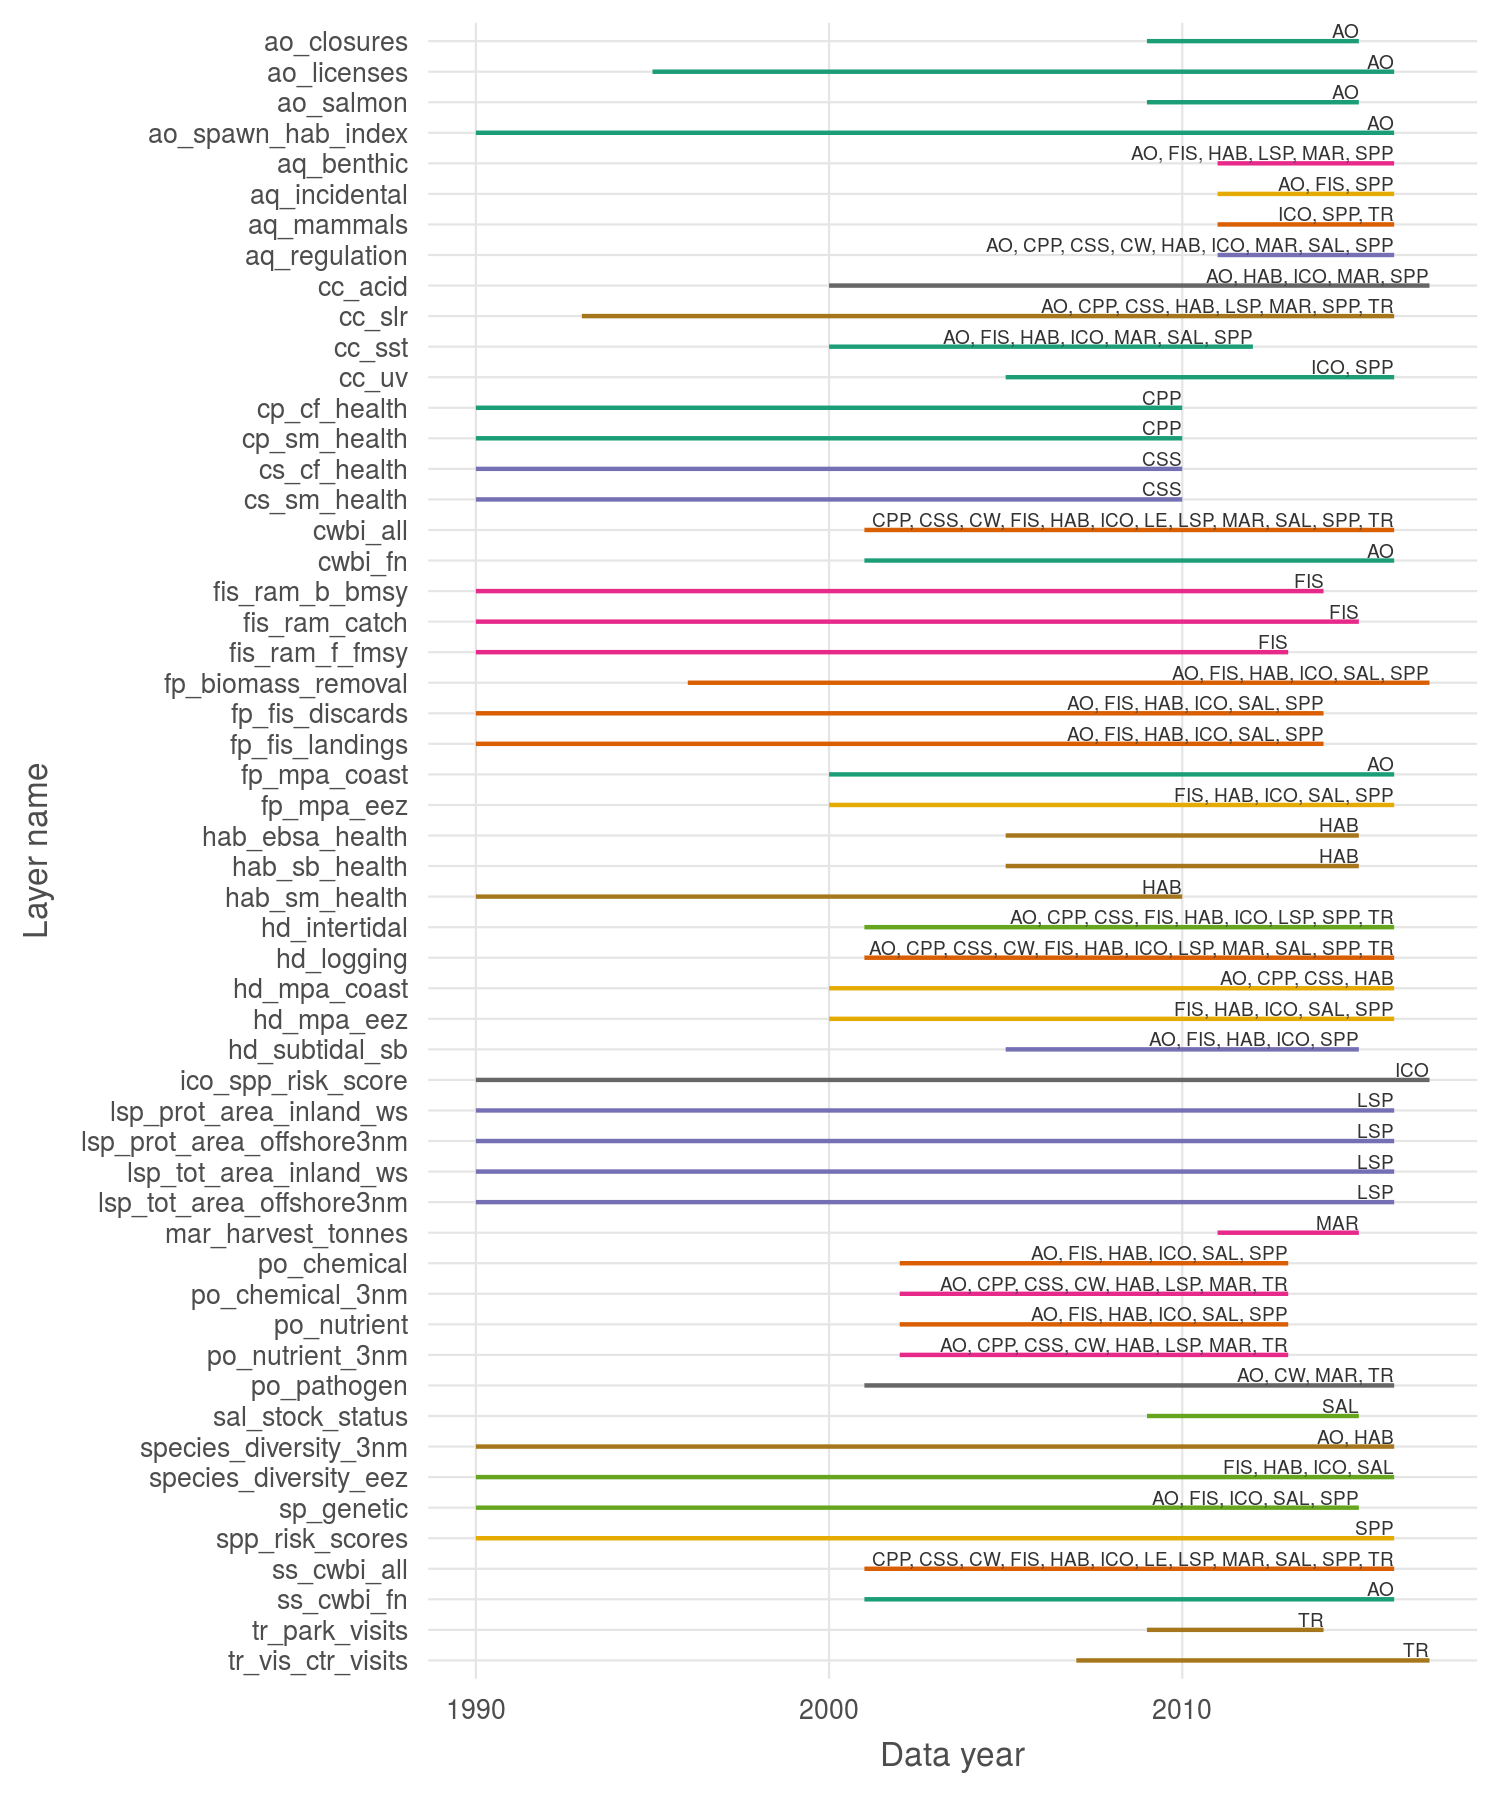 ao_closures AO
ao_licenses AO
ao_salmon AO
ao_spawn_hab_index AO
aq_benthic AO, FIS, HAB, LSP, MAR, SPP
aq_incidental AO, FIS, SPP
aq_mammals ICO, SPP, TR
aq_regulation AO, CPP, CSS, CW, HAB, ICO, MAR, SAL, SPP
cc_acid AO, HAB, ICO, MAR, SPP
cc_slr AO, CPP, CSS, HAB, LSP, MAR, SPP, TR
cc_sst AO, FIS, HAB, ICO, MAR, SAL, SPP
cc_uv ICO, SPP
cp_cf_health CPP
cp_sm_health CPP
cs_cf_health CSS
cs_sm_health CSS
cwbi_all CPP, CSS, CW, FIS, HAB, ICO, LE, LSP, MAR, SAL, SPP, TR
cwbi_fn AO
fis_ram_b_bmsy FIS
fis_ram_catch FIS
fis_ram_f_fmsy FIS
fp_biomass_removal AO, FIS, HAB, ICO, SAL, SPP
fp_fis_discards AO, FIS, HAB, ICO, SAL, SPP
fp_fis_landings AO, FIS, HAB, ICO, SAL, SPP
fp_mpa_coast AO
fp_mpa_eez FIS, HAB, ICO, SAL, SPP
hab_ebsa_health HAB
hab_sb_health HAB
hab_sm_health HAB
hd_intertidal AO, CPP, CSS, FIS, HAB, ICO, LSP, SPP, TR
hd_logging AO, CPP, CSS, CW, FIS, HAB, ICO, LSP, MAR, SAL, SPP, TR
hd_mpa_coast AO, CPP, CSS, HAB
hd_mpa_eez FIS, HAB, ICO, SAL, SPP
hd_subtidal_sb AO, FIS, HAB, ICO, SPP
ico_spp_risk_score ICO
lsp_prot_area_inland_ws LSP
lsp_prot_area_offshore3nm LSP
lsp_tot_area_inland_ws LSP
lsp_tot_area_offshore3nm LSP
mar_harvest_tonnes MAR
po_chemical AO, FIS, HAB, ICO, SAL, SPP
po_chemical_3nm AO, CPP, CSS, CW, HAB, LSP, MAR, TR
po_nutrient AO, FIS, HAB, ICO, SAL, SPP
po_nutrient_3nm AO, CPP, CSS, CW, HAB, LSP, MAR, TR
po_pathogen AO, CW, MAR, TR
sal_stock_status SAL
species_diversity_3nm AO, HAB
species_diversity_eez FIS, HAB, ICO, SAL
sp_genetic AO, FIS, ICO, SAL, SPP
spp_risk_scores SPP
ss_cwbi_all CPP, CSS, CW, FIS, HAB, ICO, LE, LSP, MAR, SAL, SPP, TR
ss_cwbi_fn AO
tr_park_visits TR
tr_vis_ctr_visits TR
Layer name
1990 2000 2010
Data year